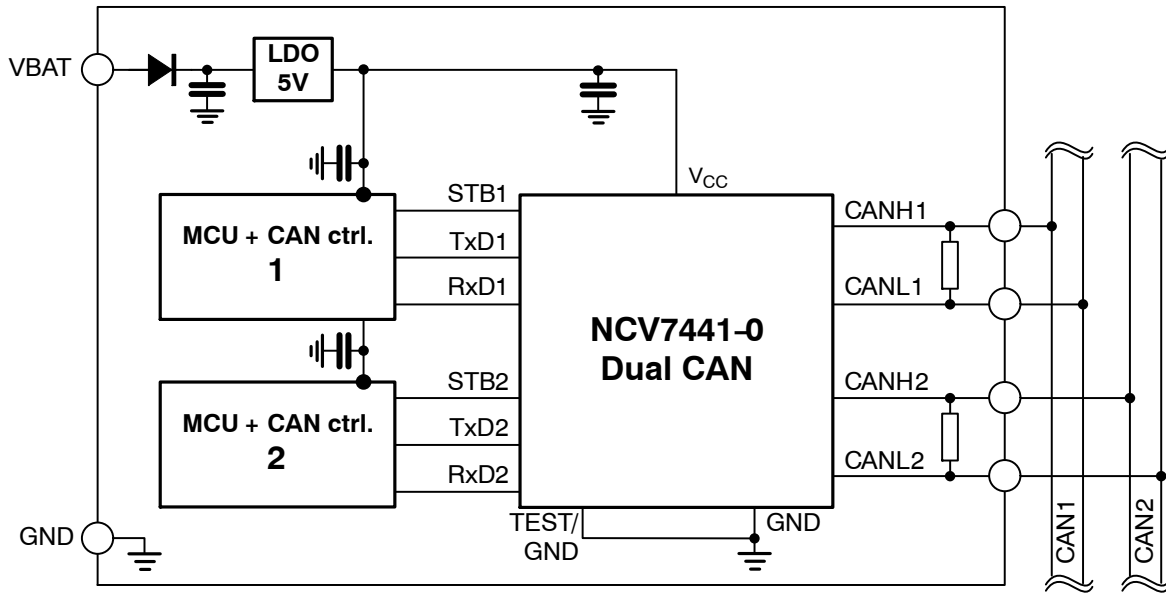 VBAT
LDO
5V
VCC
MCU + CAN ctrl.
1
STB1
TxD1
RxD1
MCU + CAN ctrl.
2
STB2
TxD2
RxD2
NCV7441-0
Dual CAN
CANH1
CANL1
CANH2
CANL2
TEST/
GND
GND
GND
CAN1
CAN2